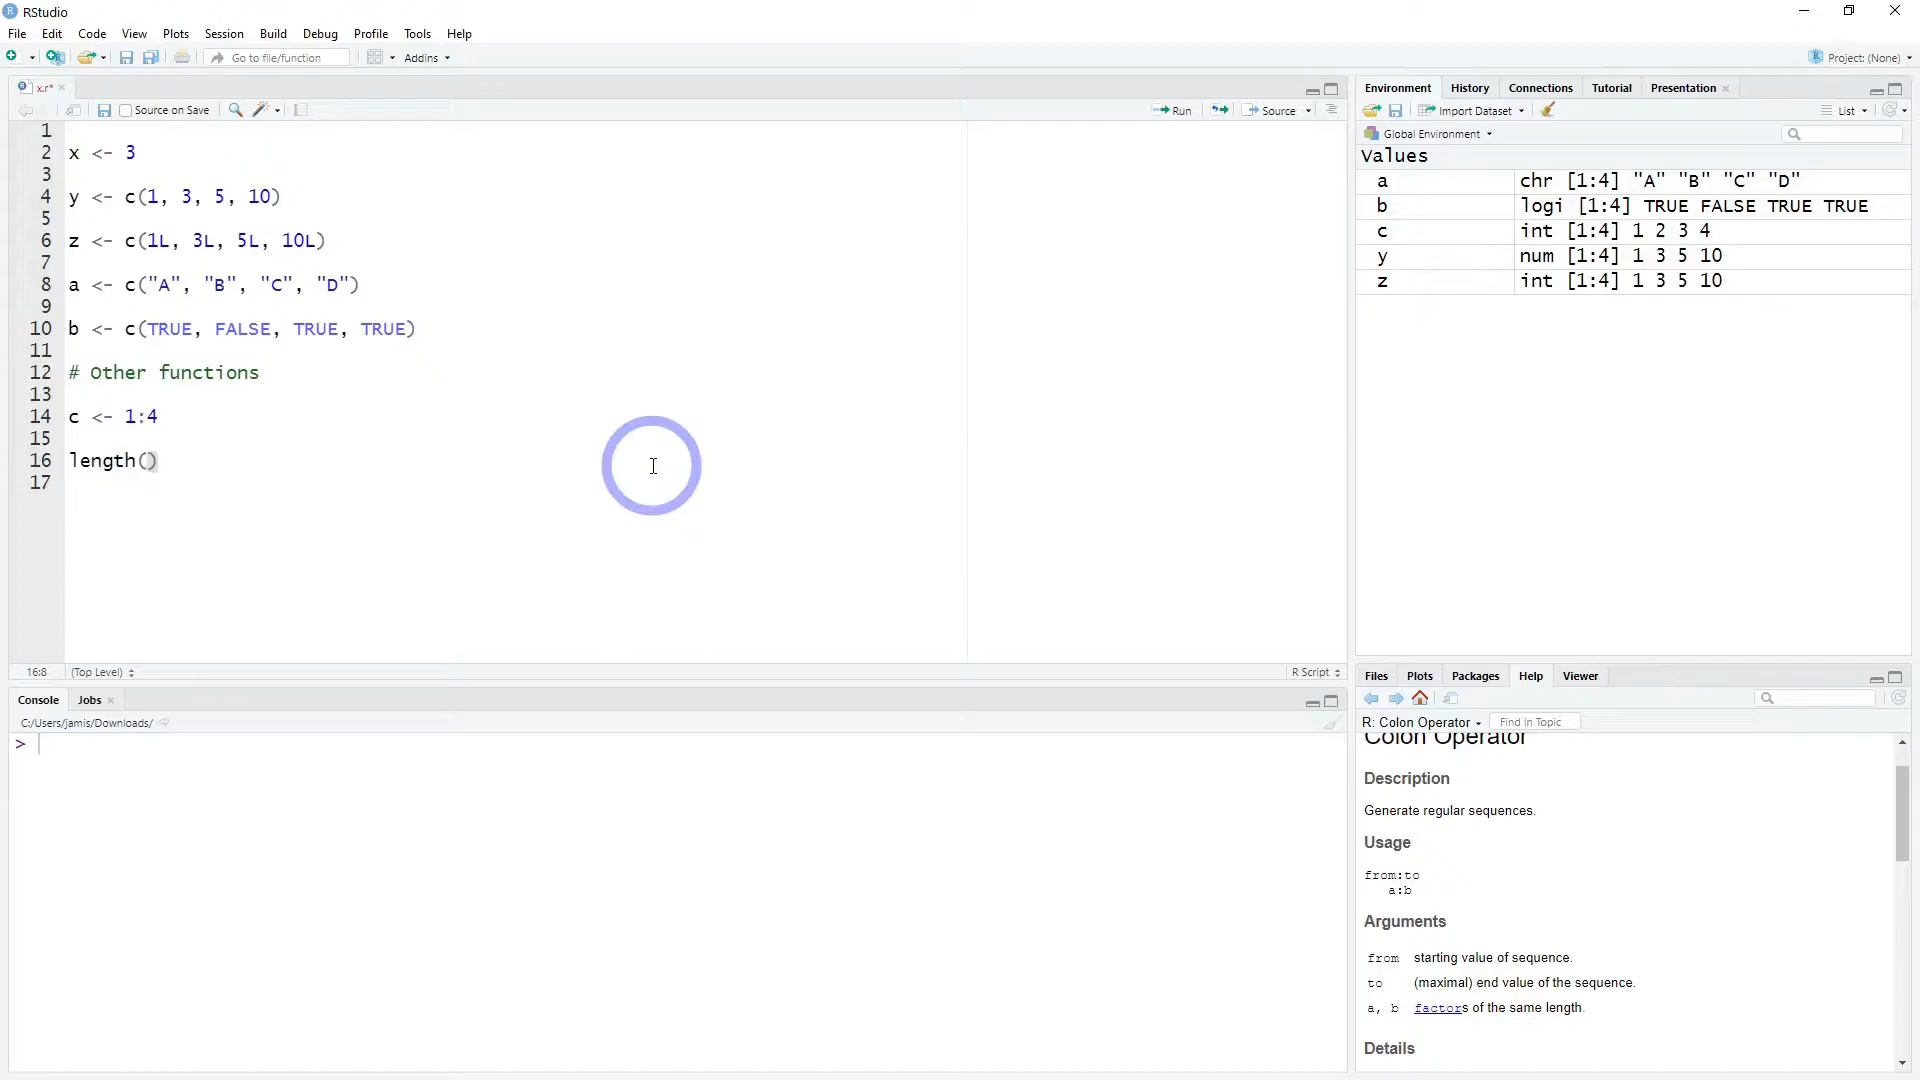 RStudio
File Edit Code View Plots Session Build Debug Profile Tools Help
Go to file/function Addins Project: (None)
x.r*
Source on Save Run Source
1
2 x <- 3
3
4 y <- c(1, 3, 5, 10)
5
6 z <- c(1L, 3L, 5L, 10L)
7
8 a <- c("A", "B", "C", "D")
9
10 b <- c(TRUE, FALSE, TRUE, TRUE)
11
12 # Other functions
13
14 c <- 1:4
15
16 length()
17
16:8 (Top Level) R Script
Console Jobs
C:/Users/jamis/Downloads/
>
Environment History Connections Tutorial Presentation
Import Dataset List
Global Environment
Values
a chr [1:4] "A" "B" "C" "D"
b logi [1:4] TRUE FALSE TRUE TRUE
c int [1:4] 1 2 3 4
y num [1:4] 1 3 5 10
z int [1:4] 1 3 5 10
Files Plots Packages Help Viewer
R: Colon Operator Find in Topic
Colon Operator
Description
Generate regular sequences.
Usage
from:to
a:b
Arguments
from starting value of sequence.
to (maximal) end value of the sequence.
a, b factors of the same length.
Details